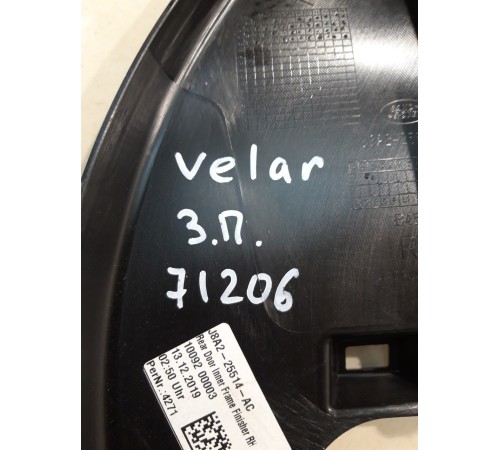 Velar
З.П.
71206
J8A2-25514-AC
Rear Door Inner Frame Finisher RH
10092 00003
13.12.2019
02:50 Uhr
PerNr.:4271